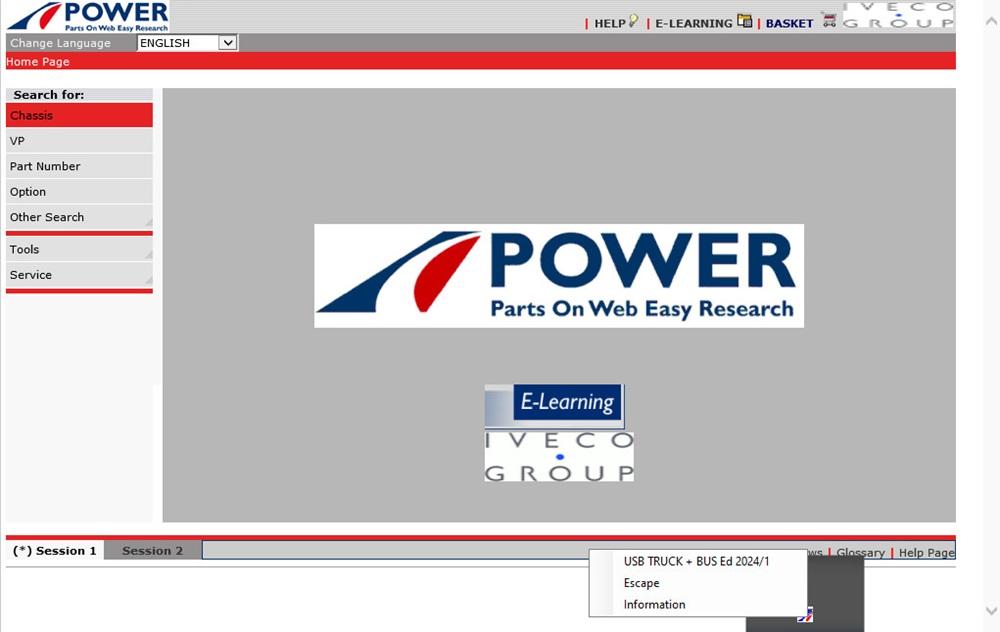 POWER
Parts On Web Easy Research
| HELP | E-LEARNING | BASKET
IVECO
GROUP
Change Language ENGLISH
Home Page
Search for:
Chassis
VP
Part Number
Option
Other Search
Tools
Service
POWER
Parts On Web Easy Research
E-Learning
IVECO
GROUP
(*) Session 1 Session 2
| Glossary | Help Page
USB TRUCK + BUS Ed 2024/1
Escape
Information